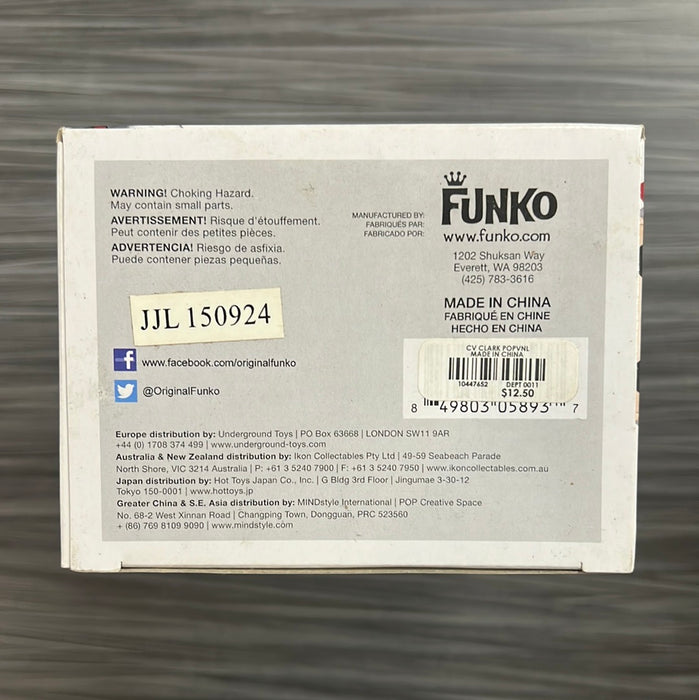 WARNING! Choking Hazard.
May contain small parts.
AVERTISSEMENT! Risque d'étouffement.
Peut contenir des petites pièces.
ADVERTENCIA! Riesgo de asfixia.
Puede contener piezas pequeñas.
MANUFACTURED BY:
FABRIQUÉS PAR:
FABRICADO POR:
FUNKO
www.funko.com
1202 Shuksan Way
Everett, WA 98203
(425) 783-3616
MADE IN CHINA
FABRIQUÉ EN CHINE
HECHO EN CHINA
JJL 150924
www.facebook.com/originalfunko
@OriginalFunko
CV CLARK POPVNL
MADE IN CHINA
10447652 DEPT 0011
$12.50
8 49803 05893 7
Europe distribution by: Underground Toys | PO Box 63668 | LONDON SW11 9AR
+44 (0) 1708 374 499 | www.underground-toys.com
Australia & New Zealand distribution by: Ikon Collectables Pty Ltd | 49-59 Seabeach Parade
North Shore, VIC 3214 Australia | P: +61 3 5240 7900 | F: +61 3 5240 7950 | www.ikoncollectables.com.au
Japan distribution by: Hot Toys Japan Co., Inc. | G Bldg 3rd Floor | Jingumae 3-30-12
Tokyo 150-0001 | www.hottoys.jp
Greater China & S.E. Asia distribution by: MINDstyle International | POP Creative Space
No. 68-2 West Xinnan Road | Changping Town, Dongguan, PRC 523560
+ (86) 769 8109 9090 | www.mindstyle.com